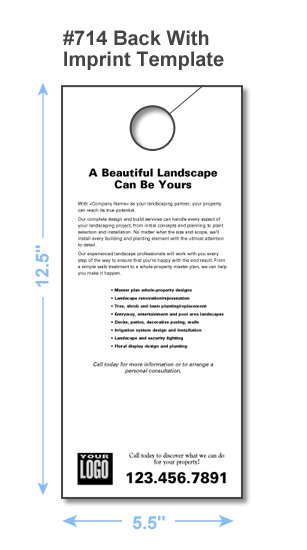 #714 Back With
Imprint Template
A Beautiful Landscape
Can Be Yours
With <Company Name> as your landscaping partner, your property
can reach its true potential.
Our complete design and build services can handle every aspect of
your landscaping project, from initial concepts and planning to plant
selection and installation. No matter what the size and scope, we'll
install every building and planting element with the utmost attention
to detail.
Our experienced landscape professionals will work with you every
step of the way to ensure that you're happy with the end result. From
a simple walk treatment to a whole-property master plan, we can help
you make it happen.
• Master plan whole-property designs
• Landscape renovation/rejuvenation
• Tree, shrub and lawn planting/replacement
• Entryway, entertainment and pool area landscapes
• Decks, patios, decorative paving, walls
• Irrigation system design and installation
• Landscape and security lighting
• Floral display design and planting
Call today for more information or to arrange a
personal consultation.
YOUR
LOGO
Call today to discover what we can do
for your property!
123.456.7891
12.5"
5.5"